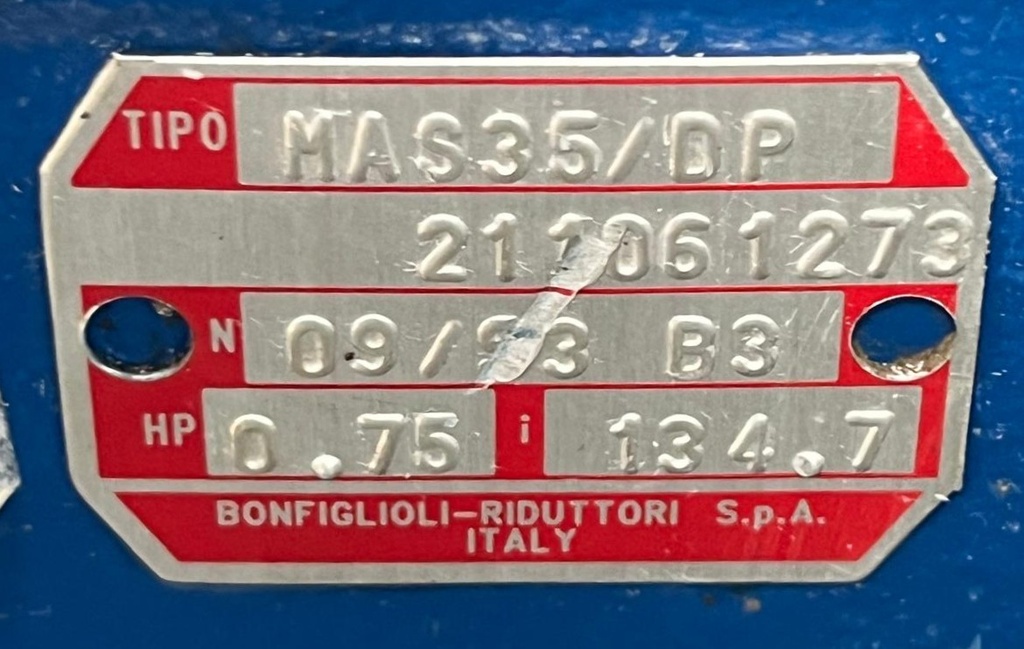 TIPO MAS35/DP
211061273
N° 09/93 B3
HP 0.75 i 134.7
BONFIGLIOLI-RIDUTTORI S.p.A.
ITALY